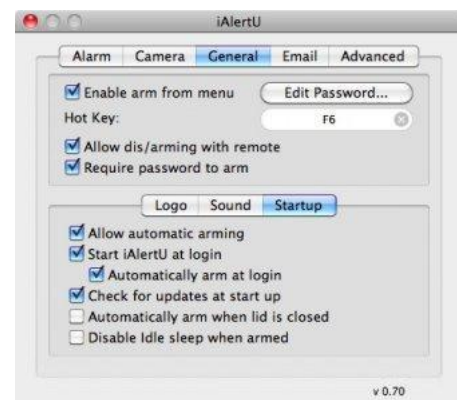 iAlertU
Alarm Camera General Email Advanced
Enable arm from menu Edit Password...
Hot Key: F6
Allow dis/arming with remote
Require password to arm
Logo Sound Startup
Allow automatic arming
Start iAlertU at login
Automatically arm at login
Check for updates at start up
Automatically arm when lid is closed
Disable Idle sleep when armed
v 0.70